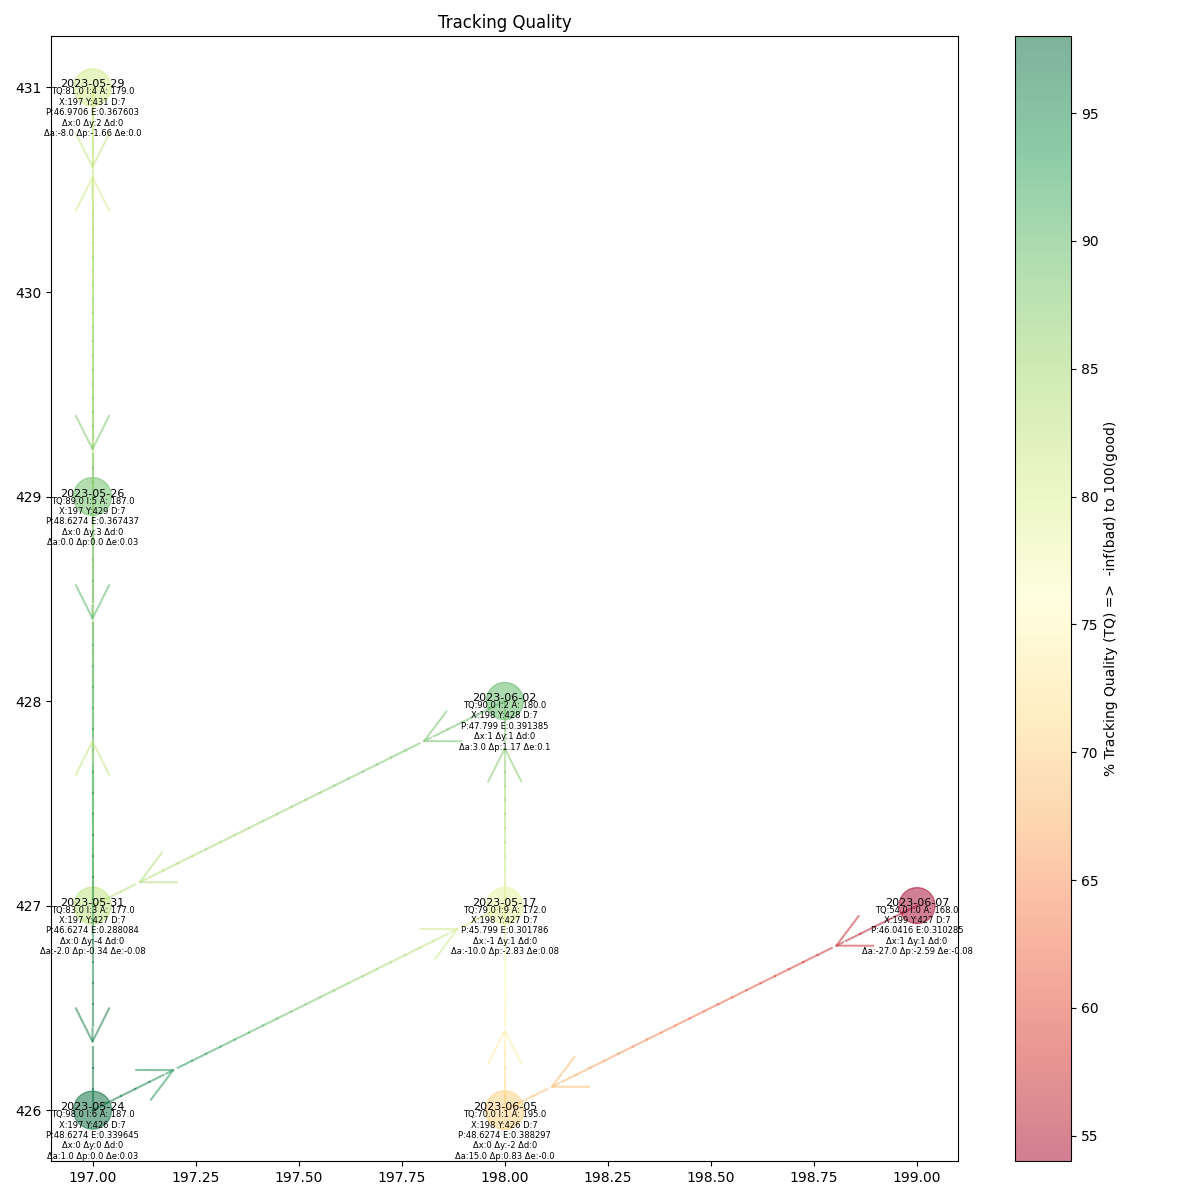 Tracking Quality
431
430
429
428
427
426
2023-05-29
TQ:81.0 I:4 A: 179.0
X:197 Y:431 D:7
P:46.9706 E:0.367603
Δx:0 Δy:2 Δd:0
Δa:-8.0 Δp:-1.66 Δe:0.0
2023-05-26
TQ:89.0 I:5 A: 187.0
X:197 Y:429 D:7
P:48.6274 E:0.367437
Δx:0 Δy:3 Δd:0
Δa:0.0 Δp:0.0 Δe:0.03
2023-06-02
TQ:90.0 I:2 A: 180.0
X:198 Y:428 D:7
P:47.799 E:0.391385
Δx:1 Δy:1 Δd:0
Δa:3.0 Δp:1.17 Δe:0.1
2023-05-31
TQ:83.0 I:3 A: 177.0
X:197 Y:427 D:7
P:46.6274 E:0.288084
Δx:0 Δy:-4 Δd:0
Δa:-2.0 Δp:-0.34 Δe:-0.08
2023-05-17
TQ:79.0 I:9 A: 172.0
X:198 Y:427 D:7
P:45.799 E:0.301786
Δx:-1 Δy:1 Δd:0
Δa:-10.0 Δp:-2.83 Δe:0.08
2023-06-07
TQ:54.0 I:0 A: 168.0
X:199 Y:427 D:7
P:46.0416 E:0.310285
Δx:1 Δy:1 Δd:0
Δa:-27.0 Δp:-2.59 Δe:-0.08
2023-05-24
TQ:98.0 I:6 A: 187.0
X:197 Y:426 D:7
P:48.6274 E:0.339645
Δx:0 Δy:0 Δd:0
Δa:1.0 Δp:0.0 Δe:0.03
2023-06-05
TQ:70.0 I:1 A: 195.0
X:198 Y:426 D:7
P:48.6274 E:0.388297
Δx:0 Δy:-2 Δd:0
Δa:15.0 Δp:0.83 Δe:-0.0
197.00 197.25 197.50 197.75 198.00 198.25 198.50 198.75 199.00
95
90
85
80
75
70
65
60
55
% Tracking Quality (TQ) => -inf(bad) to 100(good)